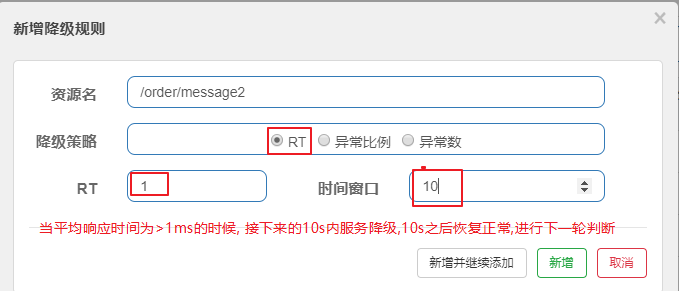 新增降级规则 ×
资源名 /order/message2
降级策略 RT 异常比例 异常数
RT 1 时间窗口 10
当平均响应时间为>1ms的时候, 接下来的10s内服务降级,10s之后恢复正常,进行下一轮判断
新增并继续添加 新增 取消